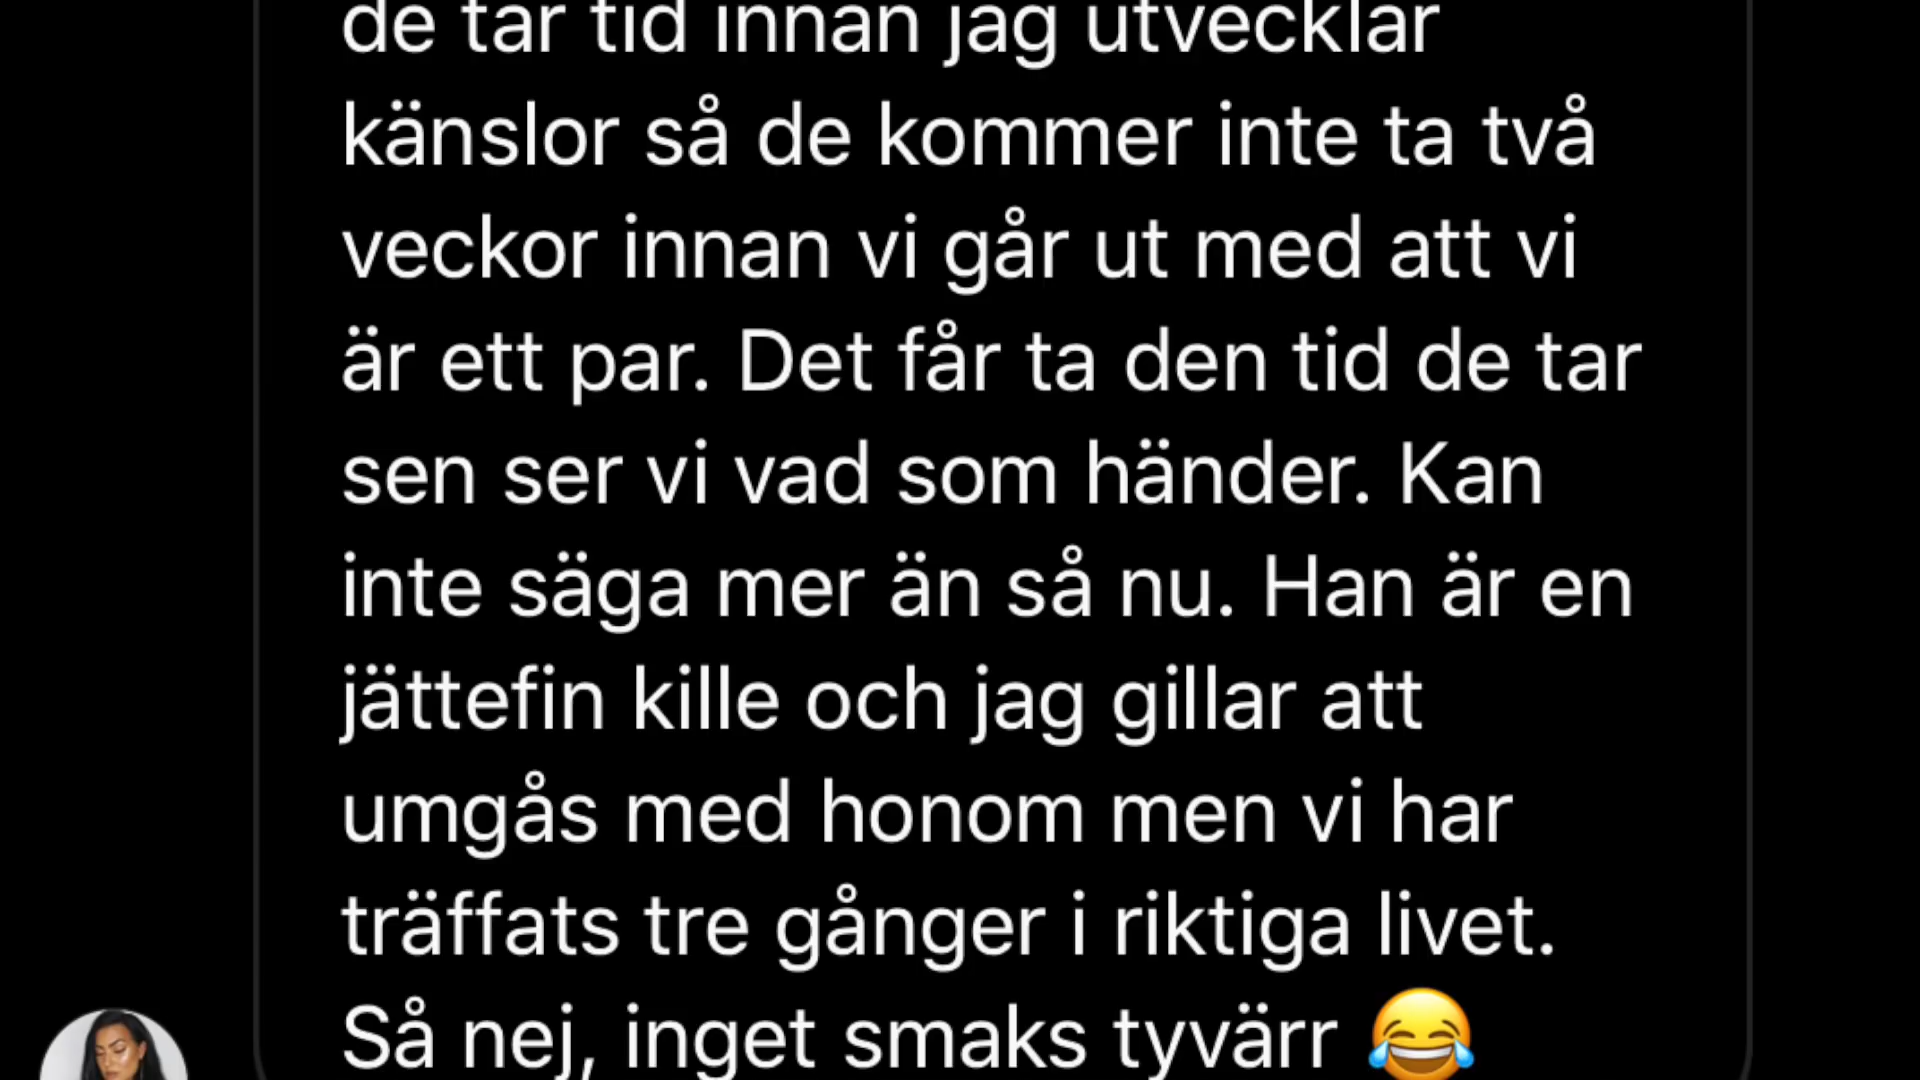 de tar tid innan jag utvecklar
känslor så de kommer inte ta två
veckor innan vi går ut med att vi
är ett par. Det får ta den tid de tar
sen ser vi vad som händer. Kan
inte säga mer än så nu. Han är en
jättefin kille och jag gillar att
umgås med honom men vi har
träffats tre gånger i riktiga livet.
Så nej, inget smaks tyvärr 😂